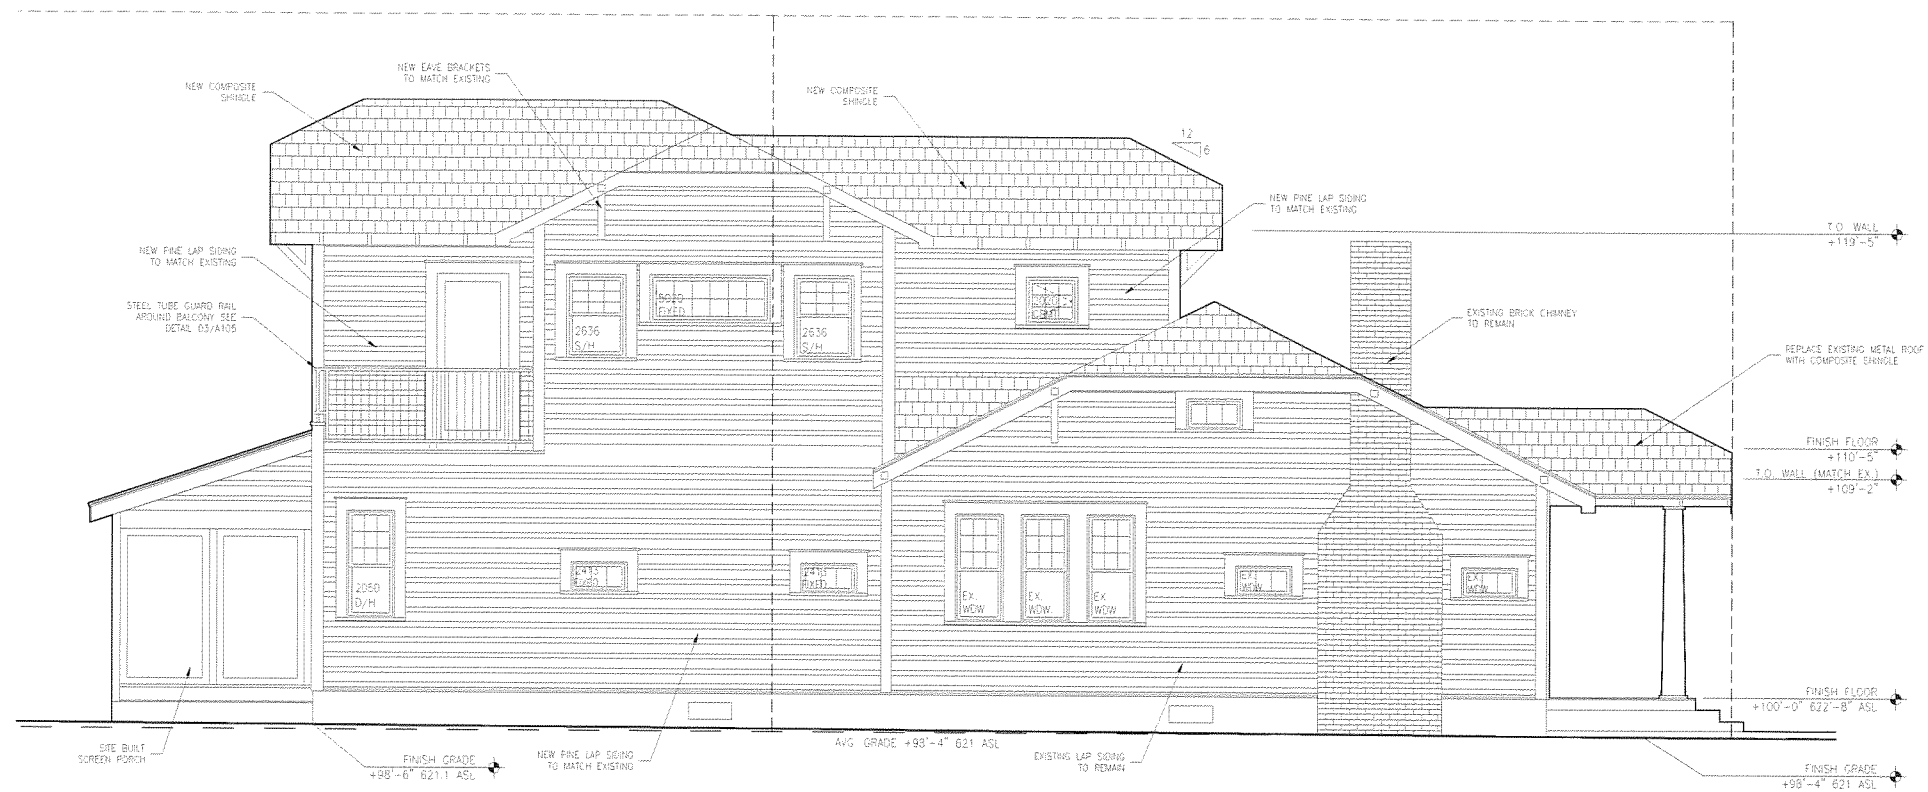 NEW EAVE BRACKETS
TO MATCH EXISTING
NEW COMPOSITE
SHINGLE
NEW COMPOSITE
SHINGLE
12
6
NEW PINE LAP SIDING
TO MATCH EXISTING
T.O. WALL
+119'-5"
NEW PINE LAP SIDING
TO MATCH EXISTING
STEEL TUBE GUARD RAIL
AROUND BALCONY SEE
DETAIL D3/A105
2636
S/H
5020
FIXED
2636
S/H
EXISTING BRICK CHIMNEY
TO REMAIN
REPLACE EXISTING METAL ROOF
WITH COMPOSITE SHINGLE
FINISH FLOOR
+110'-5"
T.O. WALL (MATCH EX.)
+109'-2"
2050
D/H
FIXED
FIXED
EX.
WDW
EX.
WDW.
EX
WDW
EX.
WDW.
EX.
WDW.
FINISH FLOOR
+100'-0" 622'-8" ASL
SITE BUILT
SCREEN PORCH
FINISH GRADE
+98'-6" 621.1 ASL
NEW PINE LAP SIDING
TO MATCH EXISTING
AVG GRADE +98'-4" 621 ASL
EXISTING LAP SIDING
TO REMAIN
FINISH GRADE
+98'-4" 621 ASL